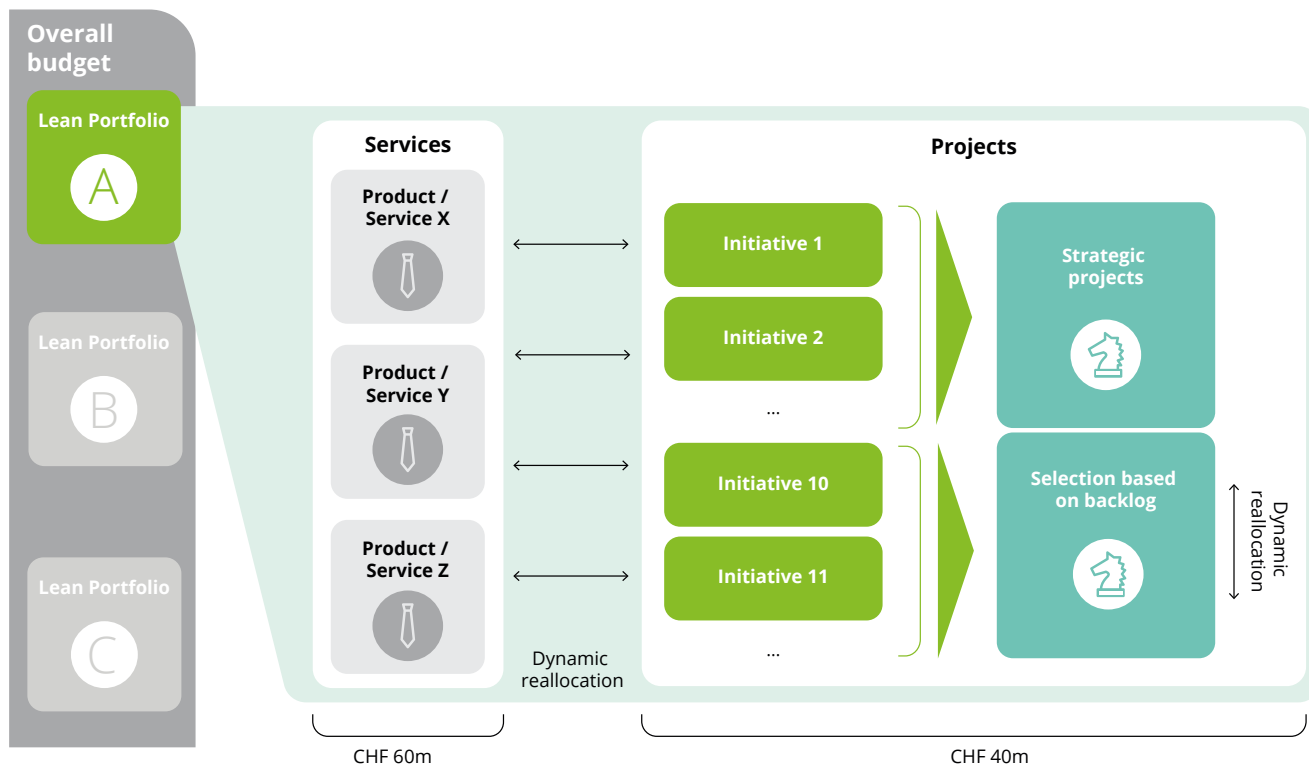 Overall
budget
Lean Portfolio
A
Lean Portfolio
B
Lean Portfolio
C
Services
Product /
Service X
Product /
Service Y
Product /
Service Z
Dynamic
reallocation
Projects
Initiative 1
Initiative 2
...
Initiative 10
Initiative 11
...
Strategic
projects
Selection based
on backlog
Dynamic
reallocation
CHF 60m
CHF 40m